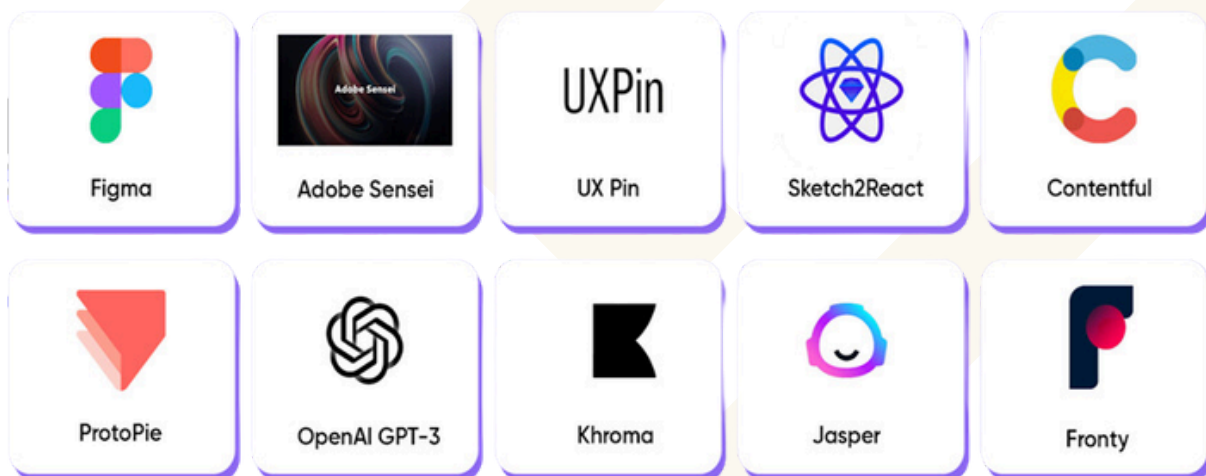 Adobe Sensei
UXPin
Figma
Adobe Sensei
UX Pin
Sketch2React
Contentful
ProtoPie
OpenAI GPT-3
Khroma
Jasper
Fronty